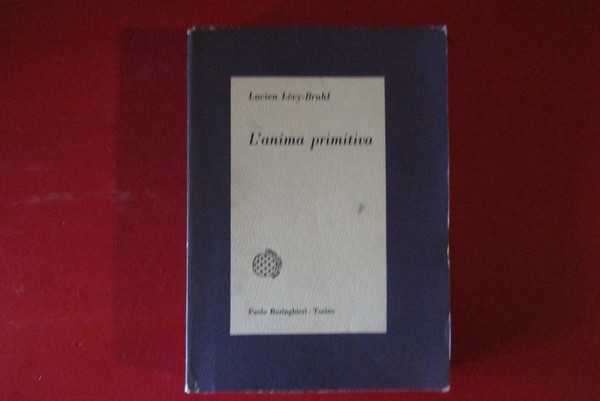 Lucien Lévy-Bruhl
L'anima primitiva
Paolo Boringhieri · Torino